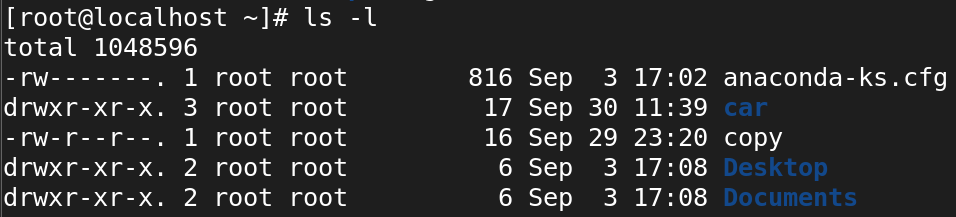 [root@localhost ~]# ls -l
total 1048596
-rw-------. 1 root root        816 Sep  3 17:02 anaconda-ks.cfg
drwxr-xr-x. 3 root root         17 Sep 30 11:39 car
-rw-r--r--. 1 root root         16 Sep 29 23:20 copy
drwxr-xr-x. 2 root root          6 Sep  3 17:08 Desktop
drwxr-xr-x. 2 root root          6 Sep  3 17:08 Documents